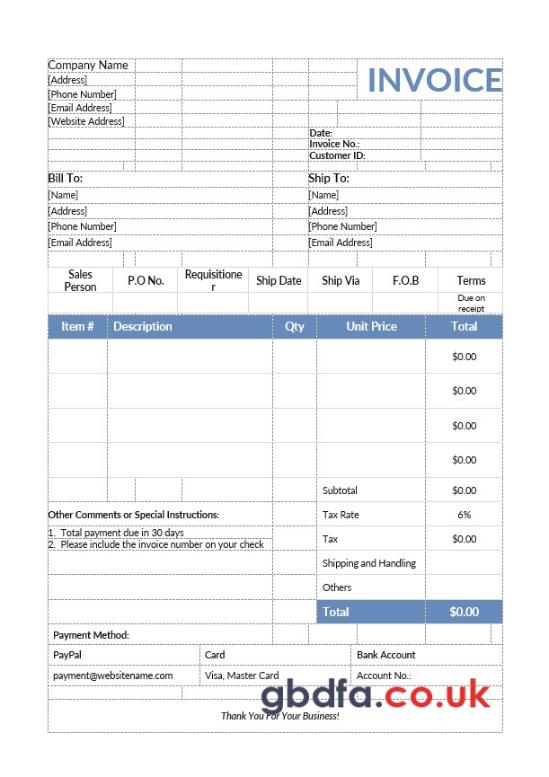 Company Name
INVOICE
[Address]
[Phone Number]
[Email Address]
[Website Address]
Date:
Invoice No.:
Customer ID:
Bill To: Ship To:
[Name] [Name]
[Address] [Address]
[Phone Number] [Phone Number]
[Email Address] [Email Address]
Sales Person P.O No. Requisitioner Ship Date Ship Via F.O.B Terms
Due on receipt
Item # Description Qty Unit Price Total
$0.00
$0.00
$0.00
$0.00
Subtotal $0.00
Other Comments or Special Instructions: Tax Rate 6%
1. Total payment due in 30 days
2. Please include the invoice number on your check
Tax $0.00
Shipping and Handling
Others
Total $0.00
Payment Method:
PayPal Card Bank Account
payment@websitename.com Visa, Master Card Account No.:
gbdfa.co.uk
Thank You For Your Business!